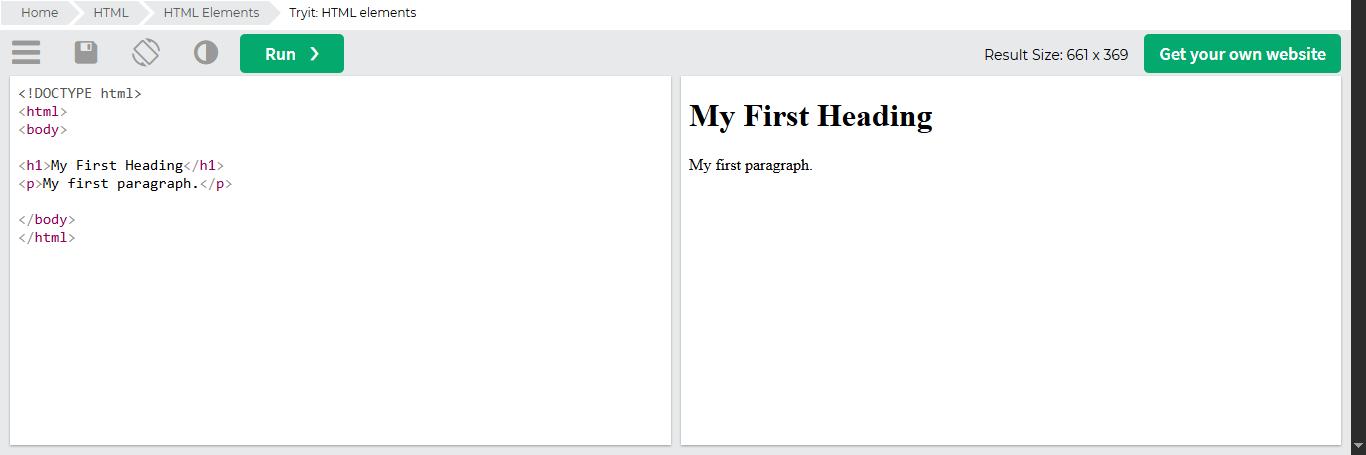 Home HTML HTML Elements Tryit: HTML elements
Run ❯ Result Size: 661 x 369 Get your own website
<!DOCTYPE html>
<html>
<body>
<h1>My First Heading</h1>
<p>My first paragraph.</p>
</body>
</html>
My First Heading
My first paragraph.